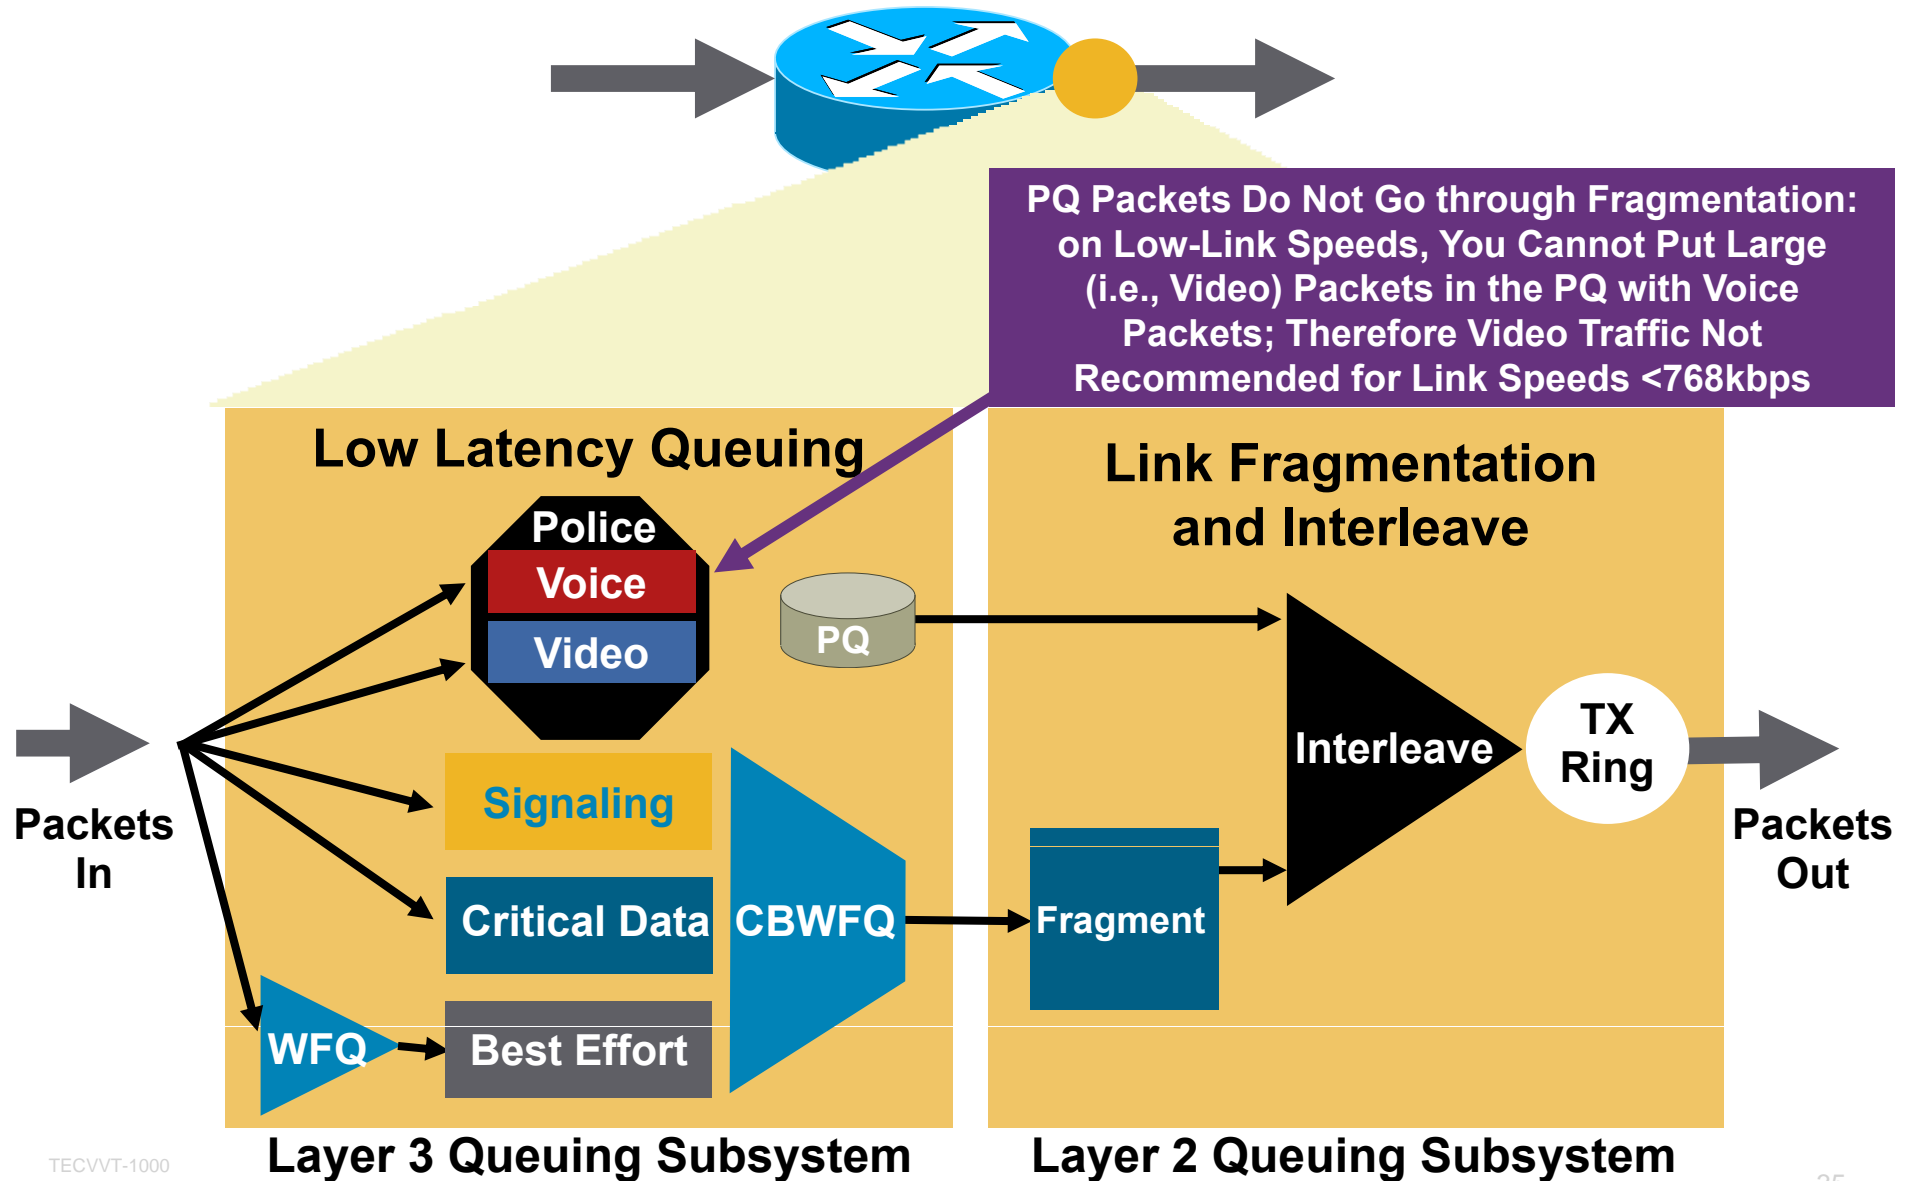 PQ Packets Do Not Go through Fragmentation:
on Low-Link Speeds, You Cannot Put Large
(i.e., Video) Packets in the PQ with Voice
Packets; Therefore Video Traffic Not
Recommended for Link Speeds <768kbps
Low Latency Queuing
Link Fragmentation
and Interleave
Police
Voice
Video
PQ
Signaling
Critical Data
CBWFQ
WFQ
Best Effort
Fragment
Interleave
TX
Ring
Packets
In
Packets
Out
Layer 3 Queuing Subsystem
Layer 2 Queuing Subsystem
TECVVT-1000